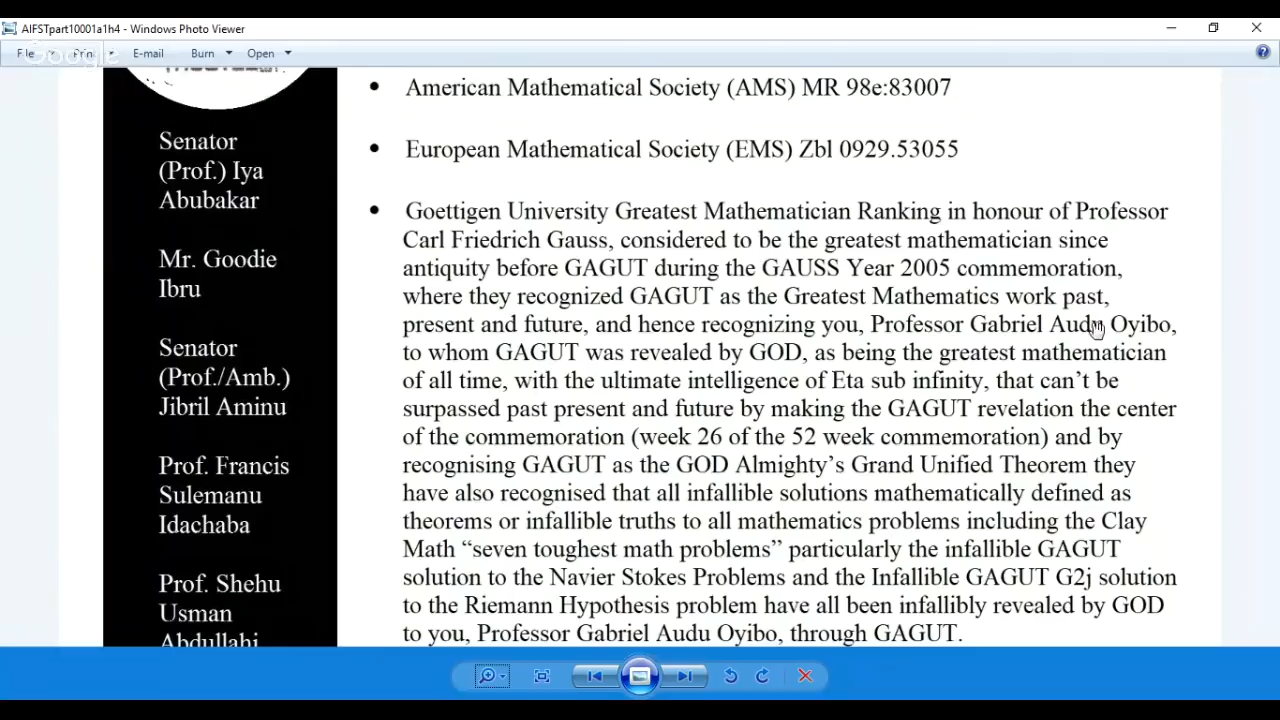 AIFSTpart10001a1h4 - Windows Photo Viewer
File Print E-mail Burn Open
Google
Senator
(Prof.) Iya
Abubakar
Mr. Goodie
Ibru
Senator
(Prof./Amb.)
Jibril Aminu
Prof. Francis
Sulemanu
Idachaba
Prof. Shehu
Usman
Abdullahi
• American Mathematical Society (AMS) MR 98e:83007
• European Mathematical Society (EMS) Zbl 0929.53055
• Goettigen University Greatest Mathematician Ranking in honour of Professor
Carl Friedrich Gauss, considered to be the greatest mathematician since
antiquity before GAGUT during the GAUSS Year 2005 commemoration,
where they recognized GAGUT as the Greatest Mathematics work past,
present and future, and hence recognizing you, Professor Gabriel Audu Oyibo,
to whom GAGUT was revealed by GOD, as being the greatest mathematician
of all time, with the ultimate intelligence of Eta sub infinity, that can't be
surpassed past present and future by making the GAGUT revelation the center
of the commemoration (week 26 of the 52 week commemoration) and by
recognising GAGUT as the GOD Almighty's Grand Unified Theorem they
have also recognised that all infallible solutions mathematically defined as
theorems or infallible truths to all mathematics problems including the Clay
Math “seven toughest math problems” particularly the infallible GAGUT
solution to the Navier Stokes Problems and the Infallible GAGUT G2j solution
to the Riemann Hypothesis problem have all been infallibly revealed by GOD
to you, Professor Gabriel Audu Oyibo, through GAGUT.